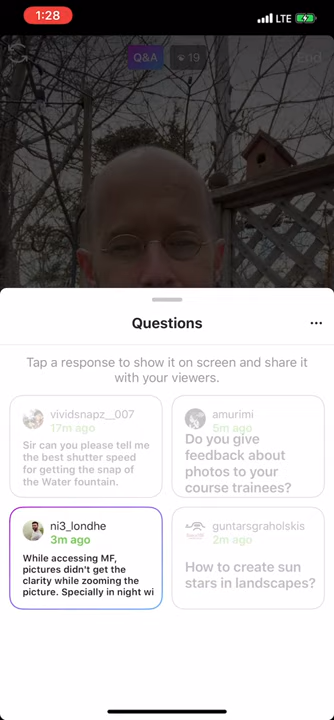 1:28
LTE
Q&A
19
End
Questions
...
Tap a response to show it on screen and share it
with your viewers.
vividsnapz__007
17m ago
Sir can you please tell me
the best shutter speed
for getting the snap of
the Water fountain.
amurimi
5m ago
Do you give
feedback about
photos to your
course trainees?
ni3_londhe
3m ago
While accessing MF,
pictures didn't get the
clarity while zooming the
picture. Specially in night wi
guntarsgraholskis
2m ago
How to create sun
stars in landscapes?